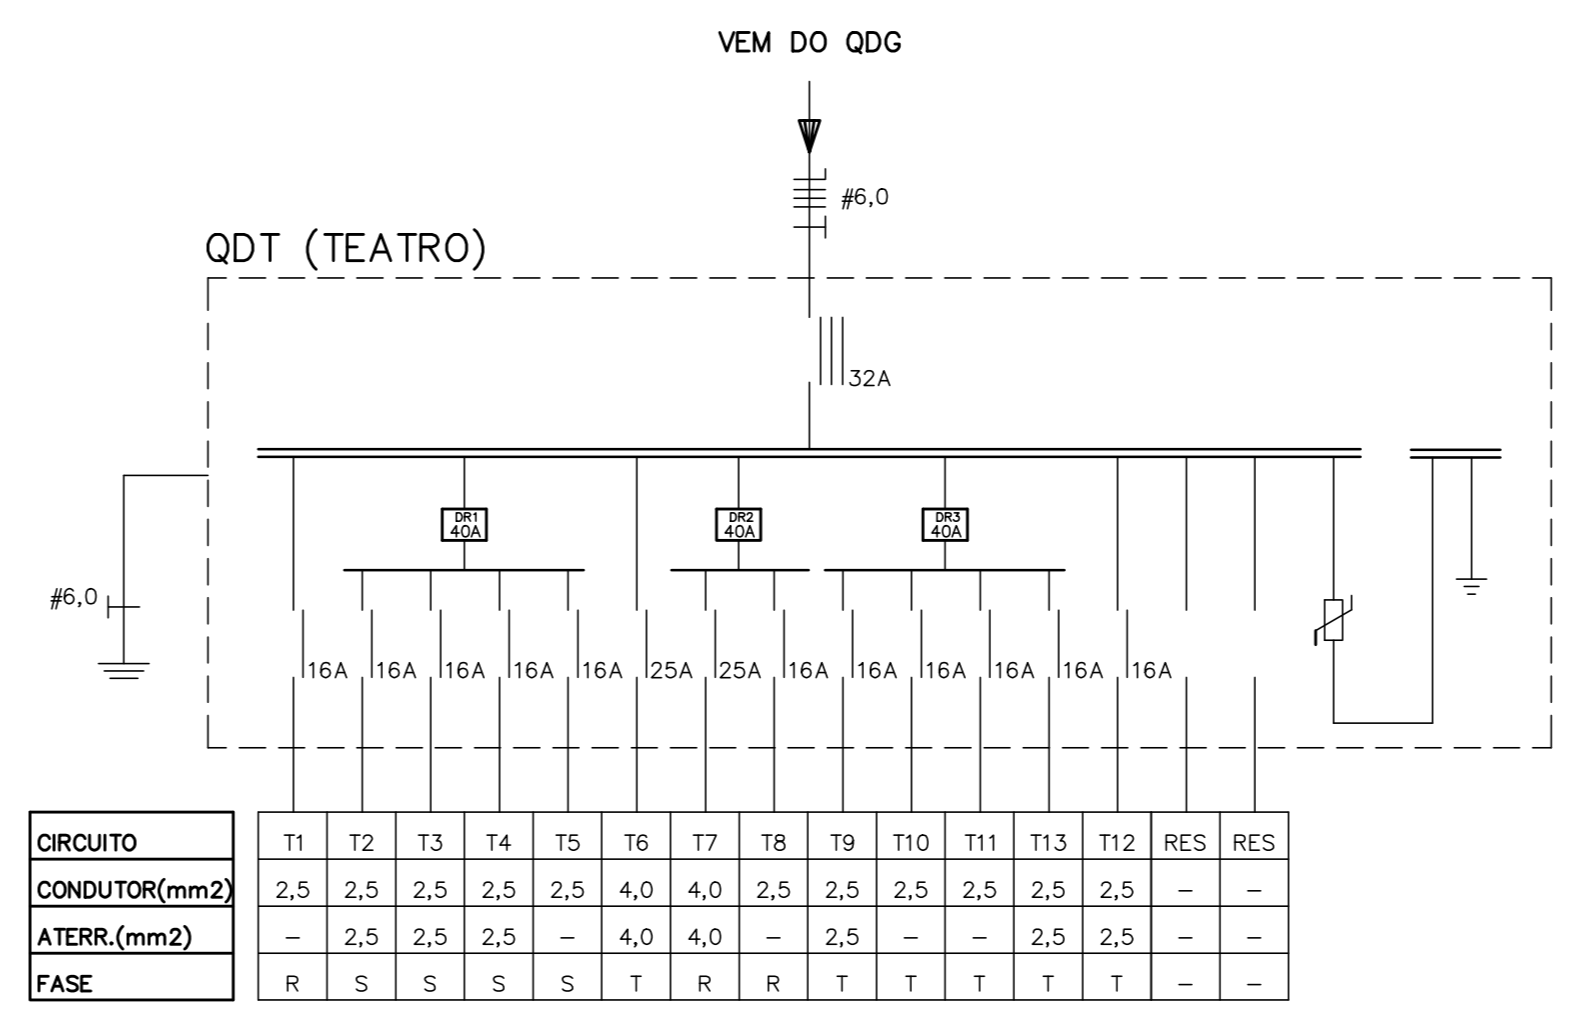 VEM DO QDG
#6,0
QDT (TEATRO)
32A
DR1 DR2 DR3
40A 40A 40A
#6,0
16A 16A 16A 16A 16A 25A 25A 16A 16A 16A 16A 16A 16A
CIRCUITO T1 T2 T3 T4 T5 T6 T7 T8 T9 T10 T11 T13 T12 RES RES
CONDUTOR(mm2) 2,5 2,5 2,5 2,5 2,5 4,0 4,0 2,5 2,5 2,5 2,5 2,5 2,5 – –
ATERR.(mm2) – 2,5 2,5 2,5 – 4,0 4,0 – 2,5 – – 2,5 2,5 – –
FASE R S S S S T R R T T T T T – –